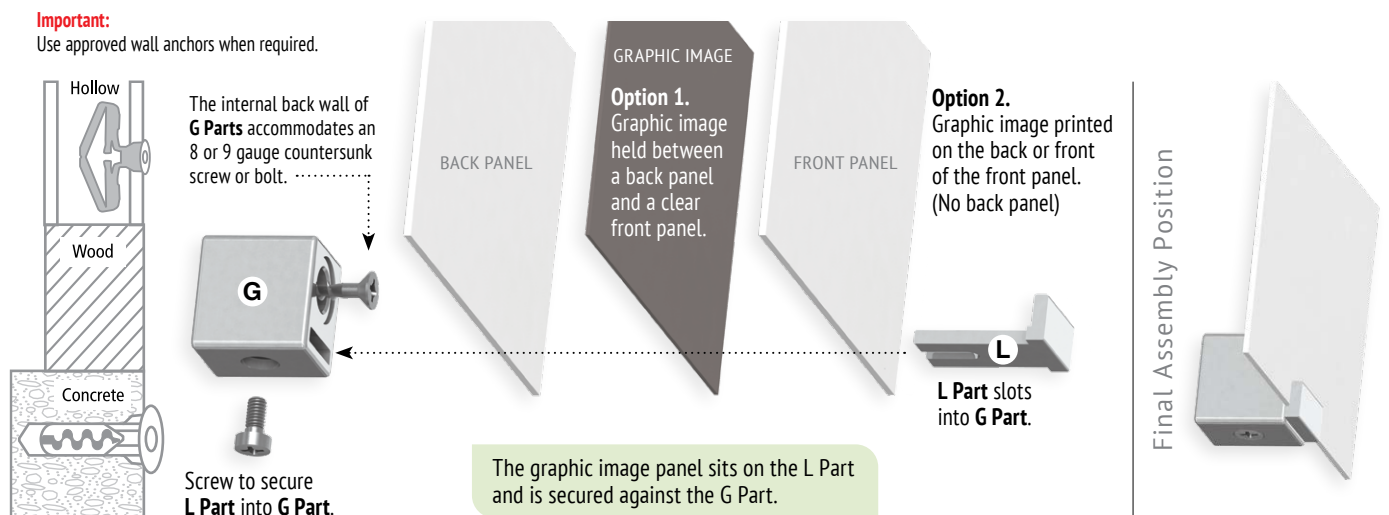 Important:
Use approved wall anchors when required.
Hollow
Wood
Concrete
The internal back wall of
G Parts accommodates an
8 or 9 gauge countersunk
screw or bolt.
G
Screw to secure
L Part into G Part.
BACK PANEL
GRAPHIC IMAGE
Option 1.
Graphic image
held between
a back panel
and a clear
front panel.
FRONT PANEL
Option 2.
Graphic image printed
on the back or front
of the front panel.
(No back panel)
L
L Part slots
into G Part.
The graphic image panel sits on the L Part
and is secured against the G Part.
Final Assembly Position